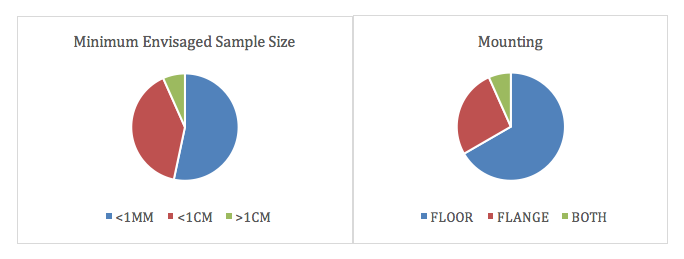 Minimum Envisaged Sample Size
<1MM <1CM >1CM
Mounting
FLOOR FLANGE BOTH